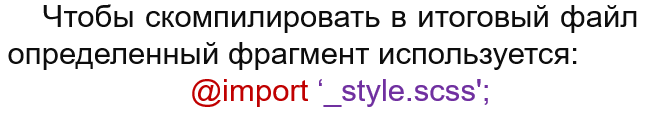 Чтобы скомпилировать в итоговый файл
определенный фрагмент используется:
@import ‘_style.scss';